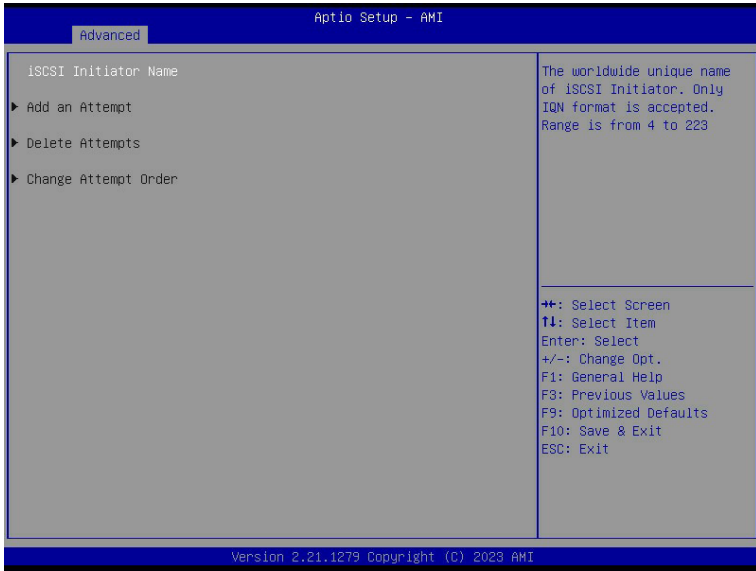 Aptio Setup – AMI
Advanced
iSCSI Initiator Name
▶ Add an Attempt
▶ Delete Attempts
▶ Change Attempt Order
The worldwide unique name
of iSCSI Initiator. Only
IQN format is accepted.
Range is from 4 to 223
→←: Select Screen
↑↓: Select Item
Enter: Select
+/-: Change Opt.
F1: General Help
F3: Previous Values
F9: Optimized Defaults
F10: Save & Exit
ESC: Exit
Version 2.21.1279 Copyright (C) 2023 AMI